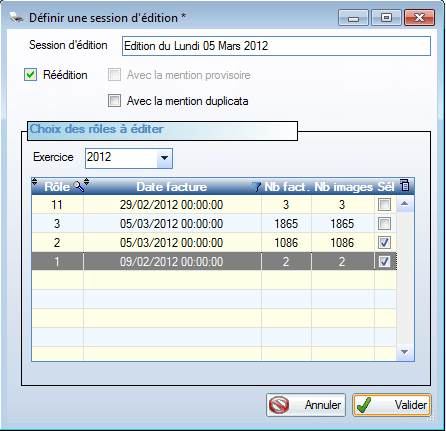 Définir une session d'édition *
Session d'édition Edition du Lundi 05 Mars 2012
Réédition Avec la mention provisoire
Avec la mention duplicata
Choix des rôles à éditer
Exercice 2012
Rôle Date facture Nb fact. Nb images Sél
11 29/02/2012 00:00:00 3 3
3 05/03/2012 00:00:00 1865 1865
2 05/03/2012 00:00:00 1086 1086
1 09/02/2012 00:00:00 2 2
Annuler Valider